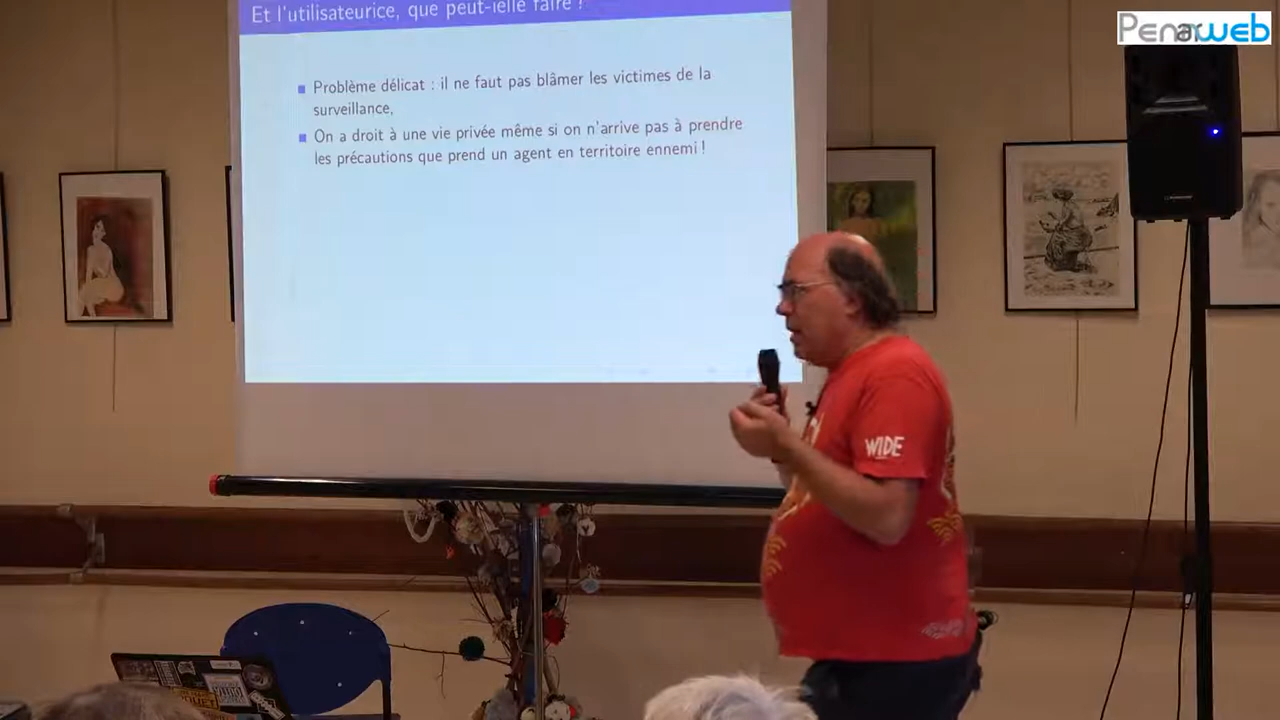 Et l'utilisateurice, que peut-ielle faire ?
Penarweb
Problème délicat : il ne faut pas blâmer les victimes de la
surveillance,
On a droit à une vie privée même si on n'arrive pas à prendre
les précautions que prend un agent en territoire ennemi !
WIDE